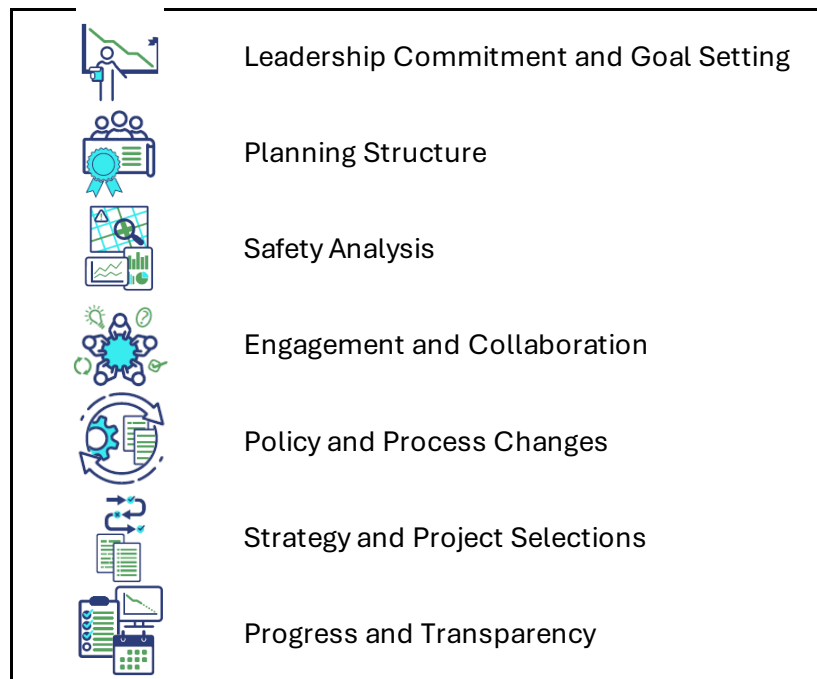 Leadership Commitment and Goal Setting
Planning Structure
Safety Analysis
Engagement and Collaboration
Policy and Process Changes
Strategy and Project Selections
Progress and Transparency